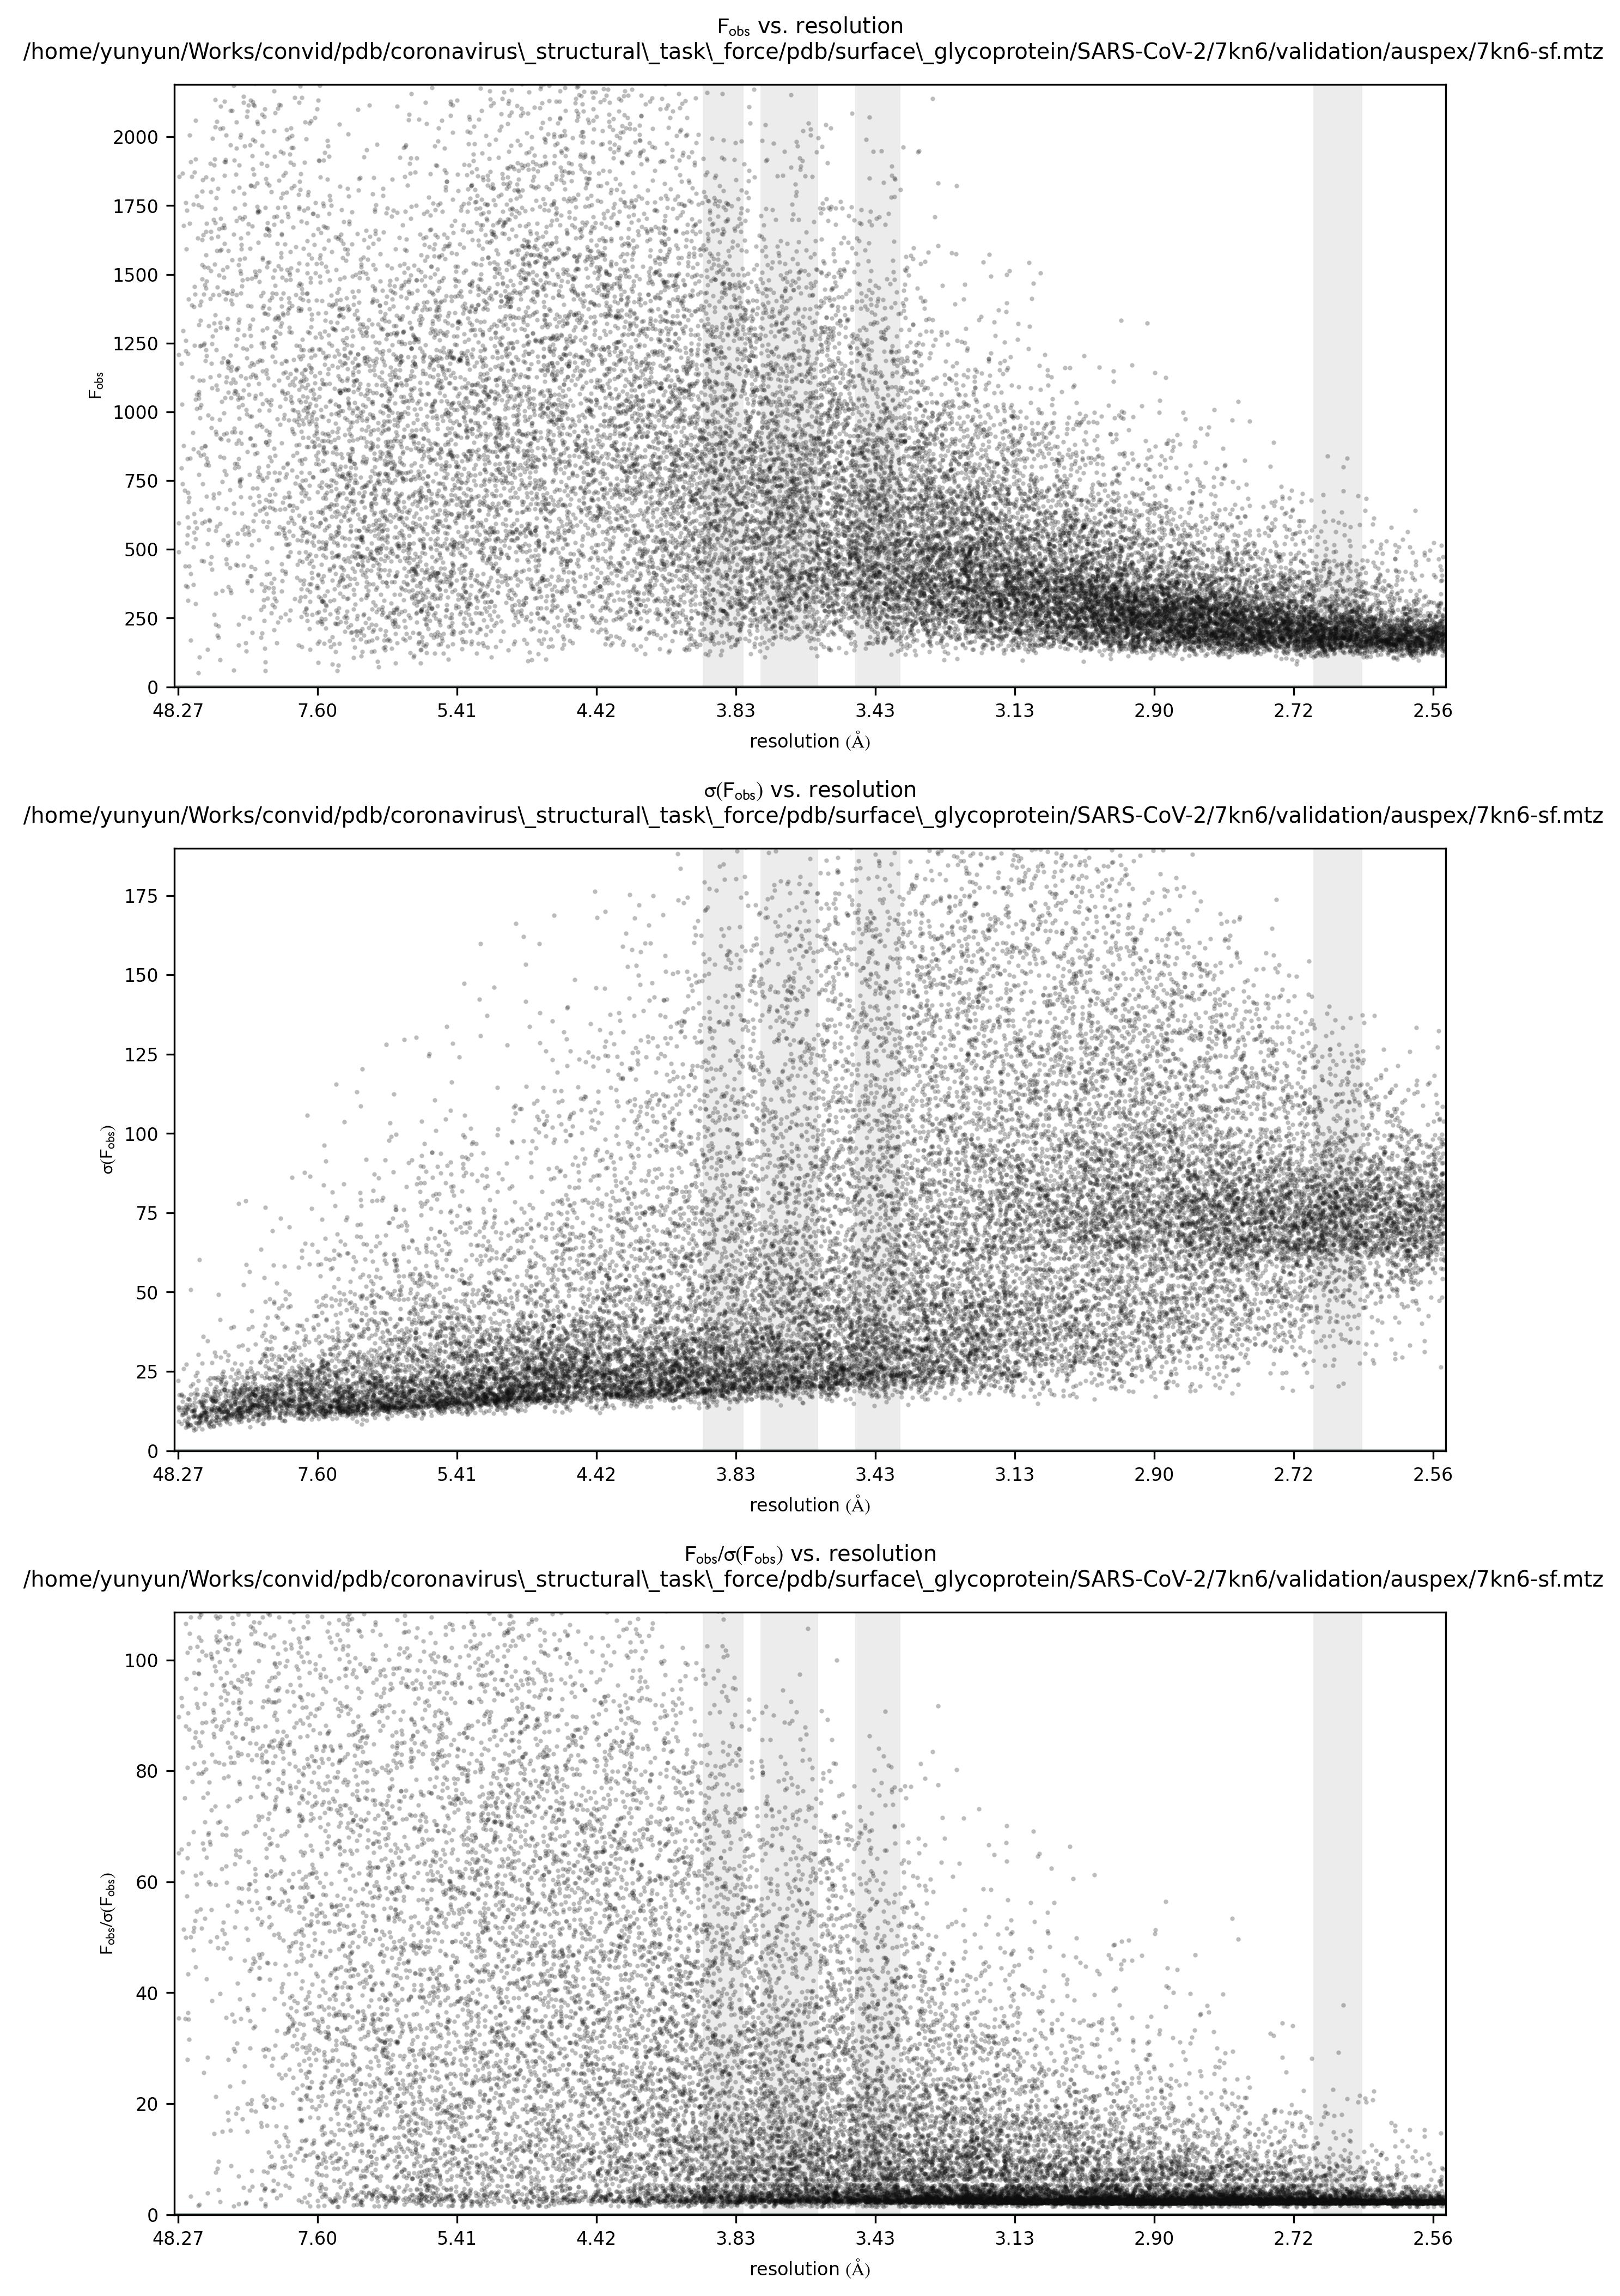 Fobs vs. resolution
/home/yunyun/Works/convid/pdb/coronavirus\_structural\_task\_force/pdb/surface\_glycoprotein/SARS-CoV-2/7kn6/validation/auspex/7kn6-sf.mtz
2000
1750
1500
1250
1000
750
500
250
0
Fobs
48.27 7.60 5.41 4.42 3.83 3.43 3.13 2.90 2.72 2.56
resolution (Å)
σ(Fobs) vs. resolution
/home/yunyun/Works/convid/pdb/coronavirus\_structural\_task\_force/pdb/surface\_glycoprotein/SARS-CoV-2/7kn6/validation/auspex/7kn6-sf.mtz
175
150
125
100
75
50
25
0
σ(Fobs)
48.27 7.60 5.41 4.42 3.83 3.43 3.13 2.90 2.72 2.56
resolution (Å)
Fobs/σ(Fobs) vs. resolution
/home/yunyun/Works/convid/pdb/coronavirus\_structural\_task\_force/pdb/surface\_glycoprotein/SARS-CoV-2/7kn6/validation/auspex/7kn6-sf.mtz
100
80
60
40
20
0
Fobs/σ(Fobs)
48.27 7.60 5.41 4.42 3.83 3.43 3.13 2.90 2.72 2.56
resolution (Å)